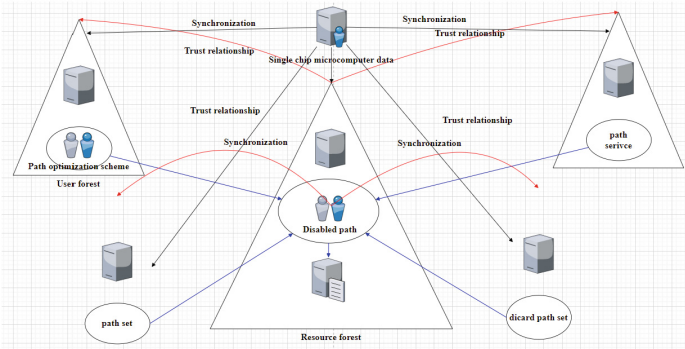 Synchronization
Synchronization
Trust relationship
Trust relationship
Single chip microcomputer data
Trust relationship
Trust relationship
Synchronization
Synchronization
path
serivce
Path optimization scheme
User forest
Disabled path
path set
dicard path set
Resource forest